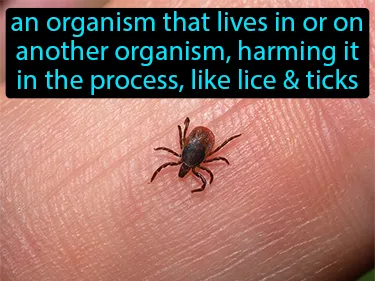 an organism that lives in or on
another organism, harming it
in the process, like lice & ticks